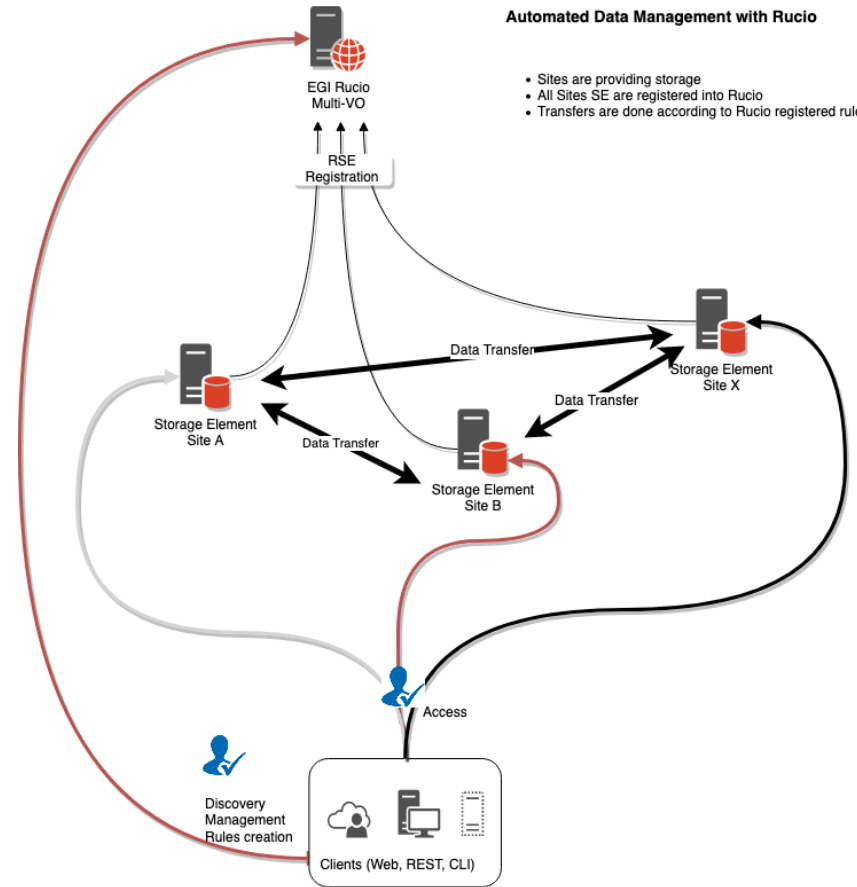 Automated Data Management with Rucio
• Sites are providing storage
• All Sites SE are registered into Rucio
• Transfers are done according to Rucio registered
EGI Rucio
Multi-VO
RSE
Registration
Data Transfer
Storage Element
Site X
Data Transfer
Storage Element
Site A
Data Transfer
Storage Element
Site B
Access
Discovery
Management
Rules creation
Clients (Web, REST, CLI)